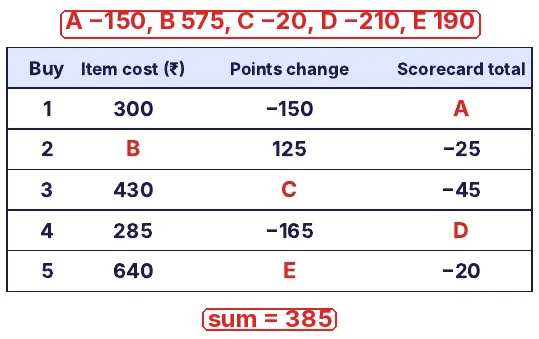 A −150, B 575, C −20, D −210, E 190
Buy Item cost (₹) Points change Scorecard total
1 300 −150 A
2 B 125 −25
3 430 C −45
4 285 −165 D
5 640 E −20
sum = 385